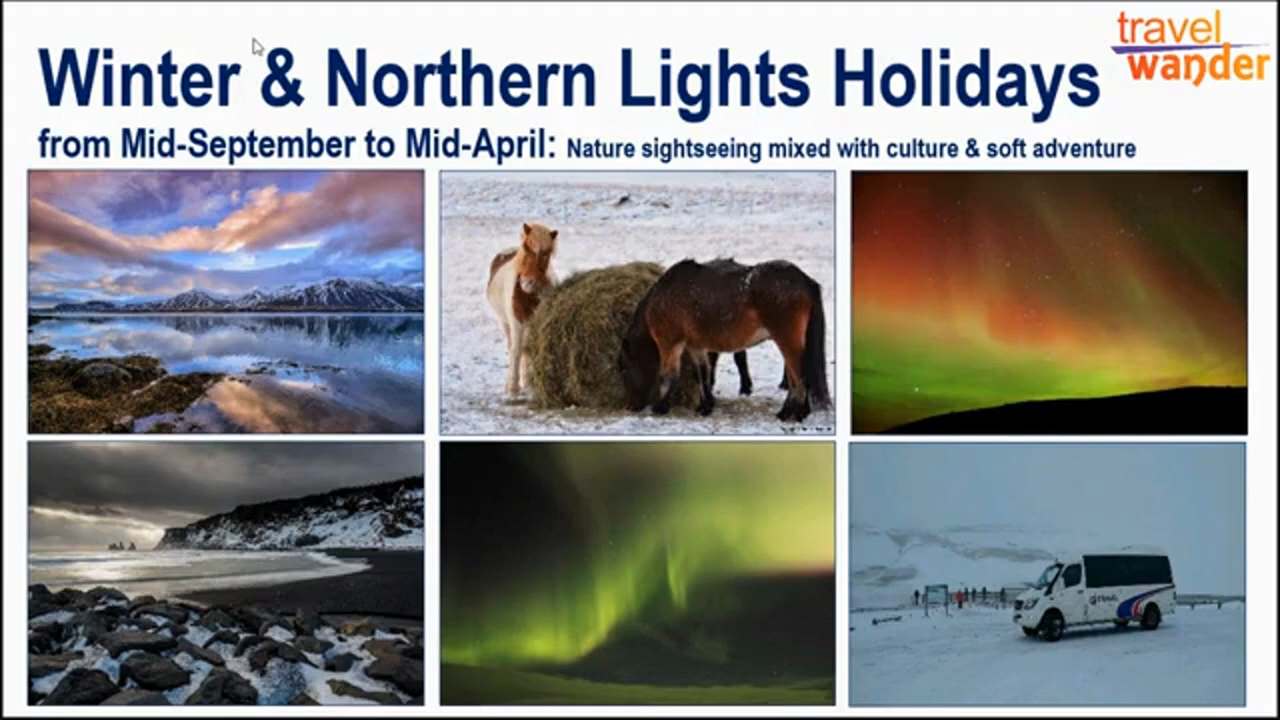 travel
wander
Winter & Northern Lights Holidays
from Mid-September to Mid-April: Nature sightseeing mixed with culture & soft adventure